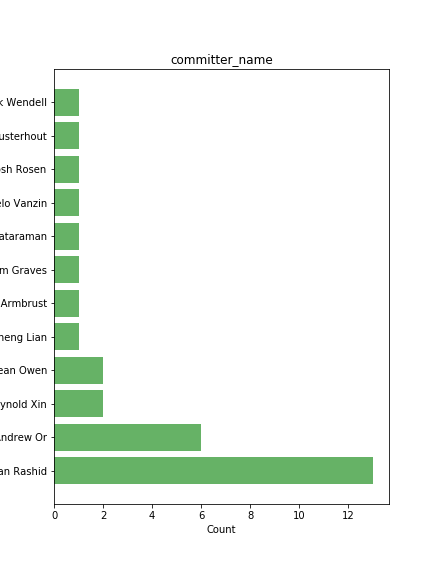 committer_name
k Wendell
usterhout
sh Rosen
elo Vanzin
ataraman
m Graves
Armbrust
heng Lian
ean Owen
ynold Xin
Andrew Or
an Rashid
0 2 4 6 8 10 12
Count